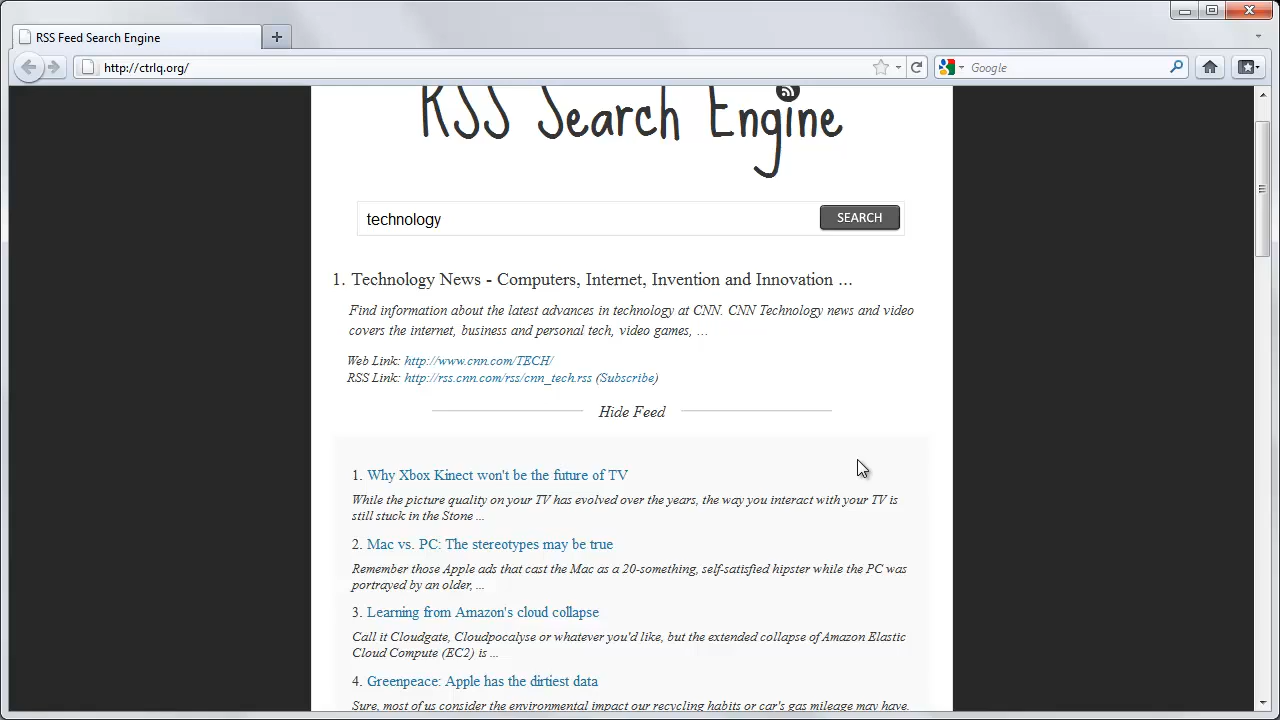 RSS Feed Search Engine
http://ctrlq.org/
Google
RSS Search Engine
technology
SEARCH
1. Technology News - Computers, Internet, Invention and Innovation ...
Find information about the latest advances in technology at CNN. CNN Technology news and video
covers the internet, business and personal tech, video games, ...
Web Link: http://www.cnn.com/TECH/
RSS Link: http://rss.cnn.com/rss/cnn_tech.rss (Subscribe)
Hide Feed
1. Why Xbox Kinect won't be the future of TV
While the picture quality on your TV has evolved over the years, the way you interact with your TV is
still stuck in the Stone ...
2. Mac vs. PC: The stereotypes may be true
Remember those Apple ads that cast the Mac as a 20-something, self-satisfied hipster while the PC was
portrayed by an older, ...
3. Learning from Amazon's cloud collapse
Call it Cloudgate, Cloudpocalyse or whatever you'd like, but the extended collapse of Amazon Elastic
Cloud Compute (EC2) is ...
4. Greenpeace: Apple has the dirtiest data
Sure, most of us consider the environmental impact our recycling habits or car's gas mileage may have.